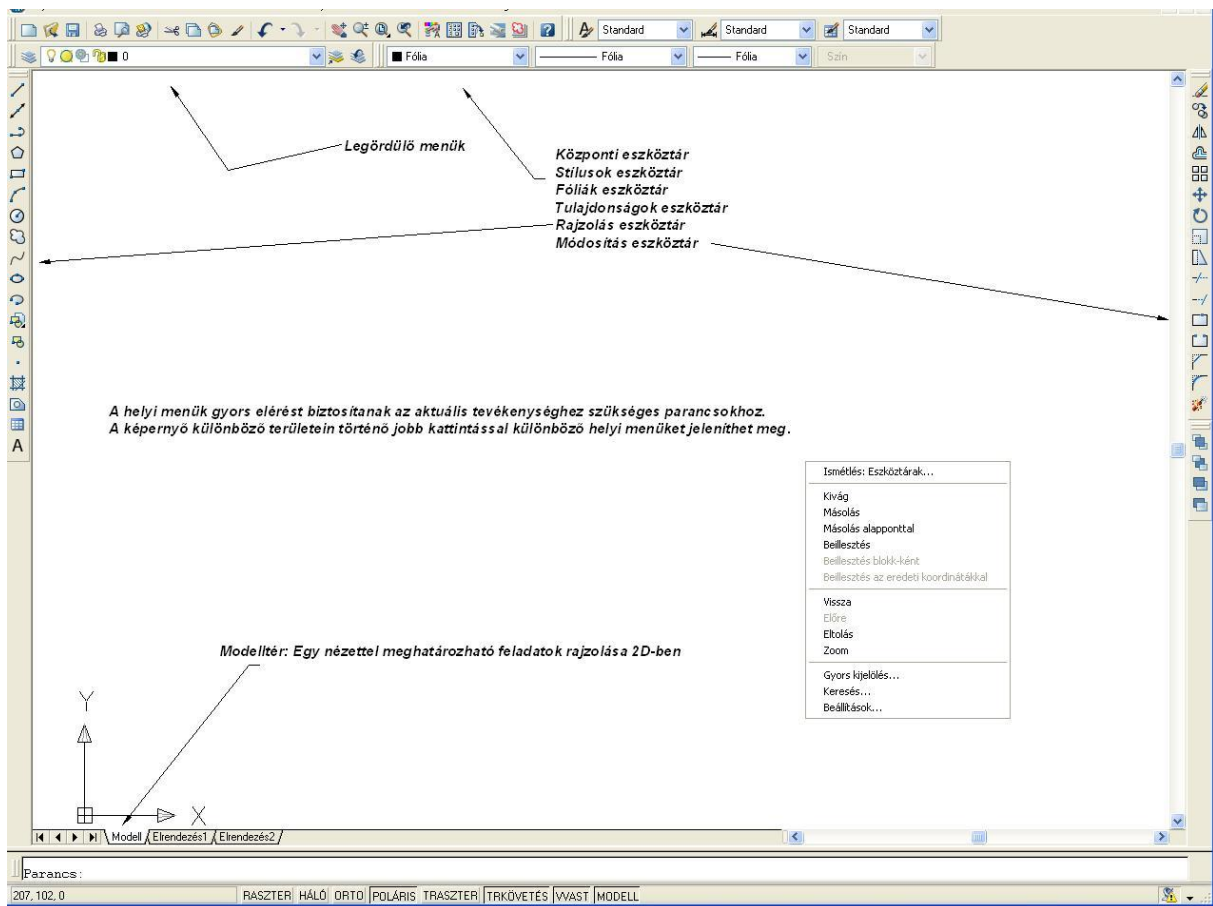 Standard Standard Standard
0 Fólia Fólia Fólia Szín
Legördülő menük
Központi eszköztár
Stílusok eszköztár
Fóliák eszköztár
Tulajdonságok eszköztár
Rajzolás eszköztár
Módosítás eszköztár
A helyi menük gyors elérést biztosítanak az aktuális tevékenységhez szükséges parancsokhoz.
A képernyő különböző területein történő jobb kattintással különböző helyi menüket jeleníthet meg.
A
Ismétlés: Eszköztárak...
Kivág
Másolás
Másolás alapponttal
Beillesztés
Beillesztés blokk-ként
Beillesztés az eredeti koordinátákkal
Vissza
Előre
Eltolás
Zoom
Gyors kijelölés...
Keresés...
Beállítások...
Modelltér: Egy nézettel meghatározható feladatok rajzolása 2D-ben
Y
X
Modell Elrendezés1 Elrendezés2
Parancs:
207, 102, 0 RASZTER HÁLÓ ORTO POLÁRIS TRASZTER TRKÖVETÉS VVAST MODELL